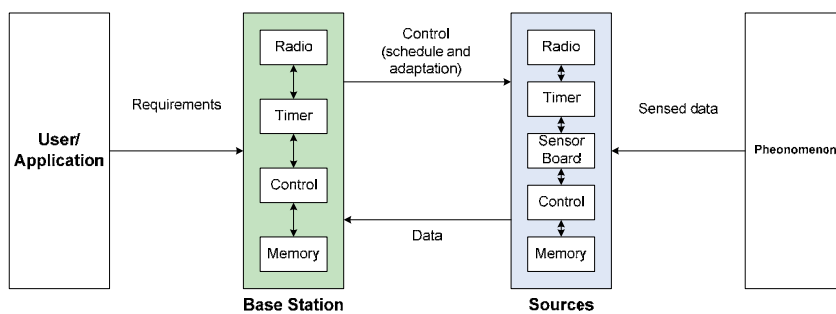 User/
Application
Requirements
Radio
Timer
Control
Memory
Base Station
Control
(schedule and
adaptation)
Data
Radio
Timer
Sensor
Board
Control
Memory
Sources
Sensed data
Pheonomenon